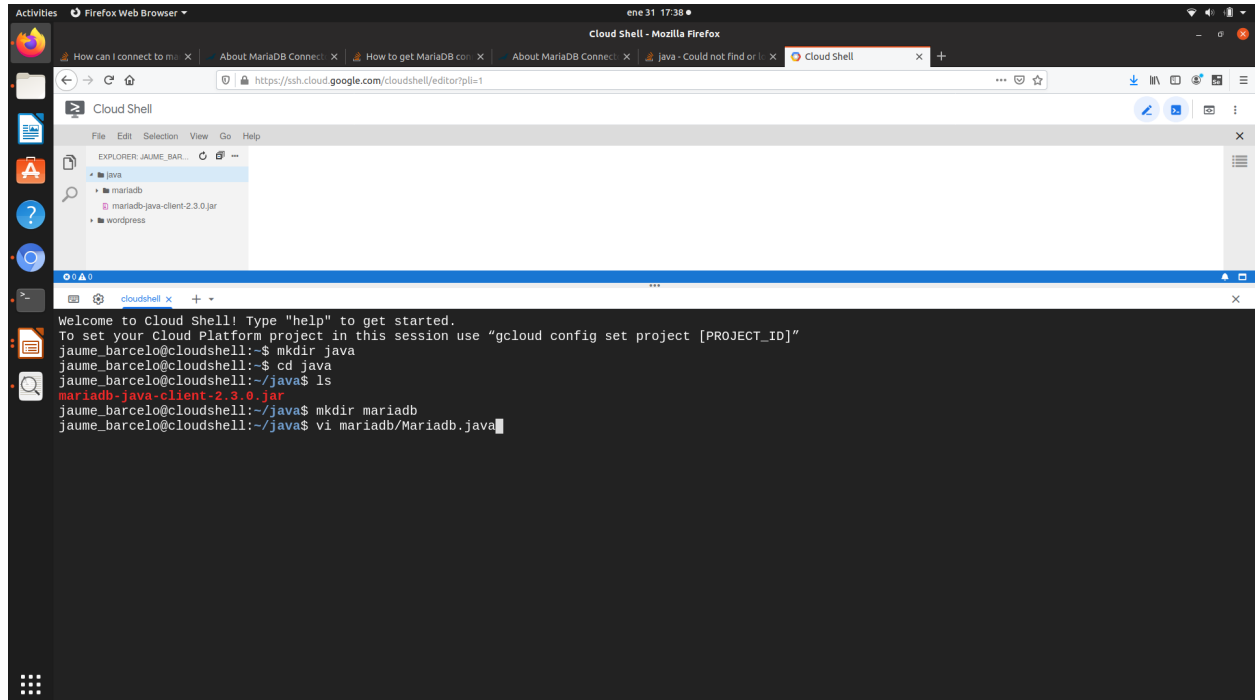 Activities Firefox Web Browser ene 31 17:38
Cloud Shell - Mozilla Firefox
How can I connect to ma About MariaDB Connect How to get MariaDB con About MariaDB Connect java - Could not find or lo Cloud Shell
https://ssh.cloud.google.com/cloudshell/editor?pli=1
Cloud Shell
File Edit Selection View Go Help
EXPLORER: JAUME_BAR...
java
mariadb
mariadb-java-client-2.3.0.jar
wordpress
0 0
cloudshell
Welcome to Cloud Shell! Type "help" to get started.
To set your Cloud Platform project in this session use “gcloud config set project [PROJECT_ID]”
jaume_barcelo@cloudshell:~$ mkdir java
jaume_barcelo@cloudshell:~$ cd java
jaume_barcelo@cloudshell:~/java$ ls
mariadb-java-client-2.3.0.jar
jaume_barcelo@cloudshell:~/java$ mkdir mariadb
jaume_barcelo@cloudshell:~/java$ vi mariadb/Mariadb.java